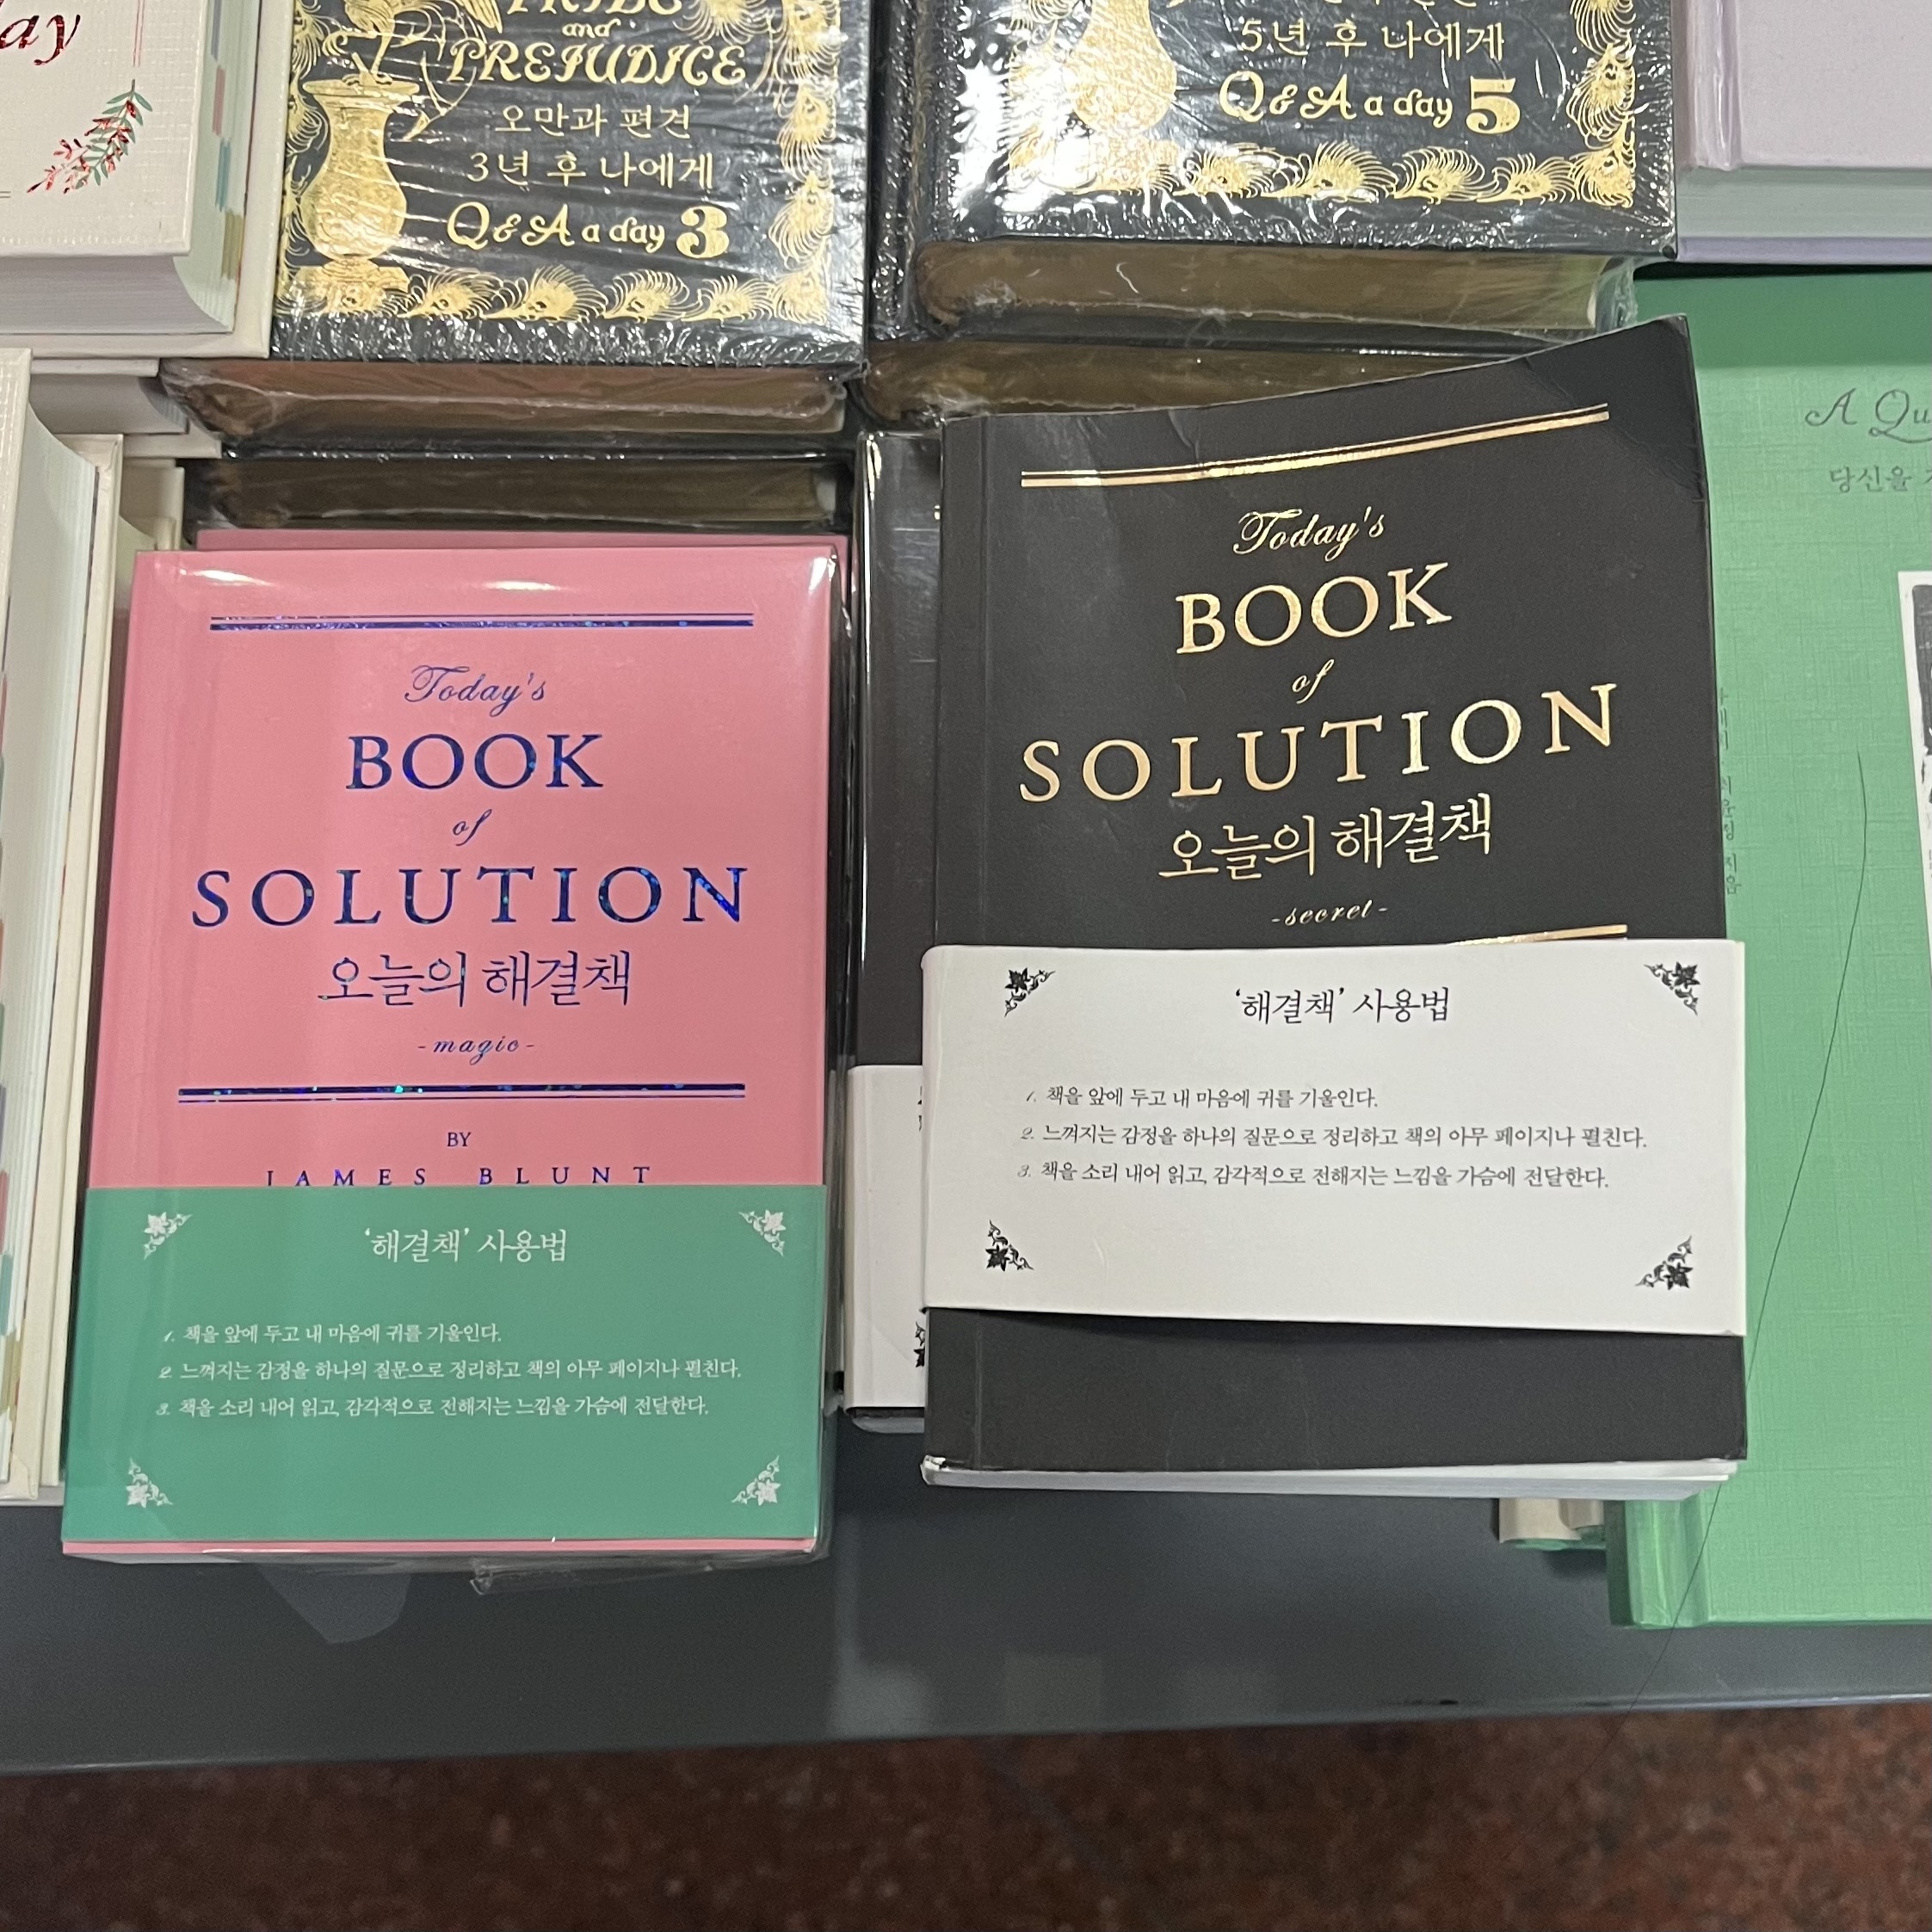 ay
and
PREJUDICE
오만과 편견
3년 후 나에게
Q & A a day 3
5년 후 나에게
Q & A a day 5
A Qu
당신을
Today's
BOOK
of
SOLUTION
오늘의 해결책
-magic-
BY
JAMES BLUNT
'해결책' 사용법
1. 책을 앞에 두고 내 마음에 귀를 기울인다.
2. 느껴지는 감정을 하나의 질문으로 정리하고 책의 아무 페이지나 펼친다.
3. 책을 소리 내어 읽고, 감각적으로 전해지는 느낌을 가슴에 전달한다.
Today's
BOOK
of
SOLUTION
오늘의 해결책
-secret-
'해결책' 사용법
1. 책을 앞에 두고 내 마음에 귀를 기울인다.
2. 느껴지는 감정을 하나의 질문으로 정리하고 책의 아무 페이지나 펼친다.
3. 책을 소리 내어 읽고, 감각적으로 전해지는 느낌을 가슴에 전달한다.